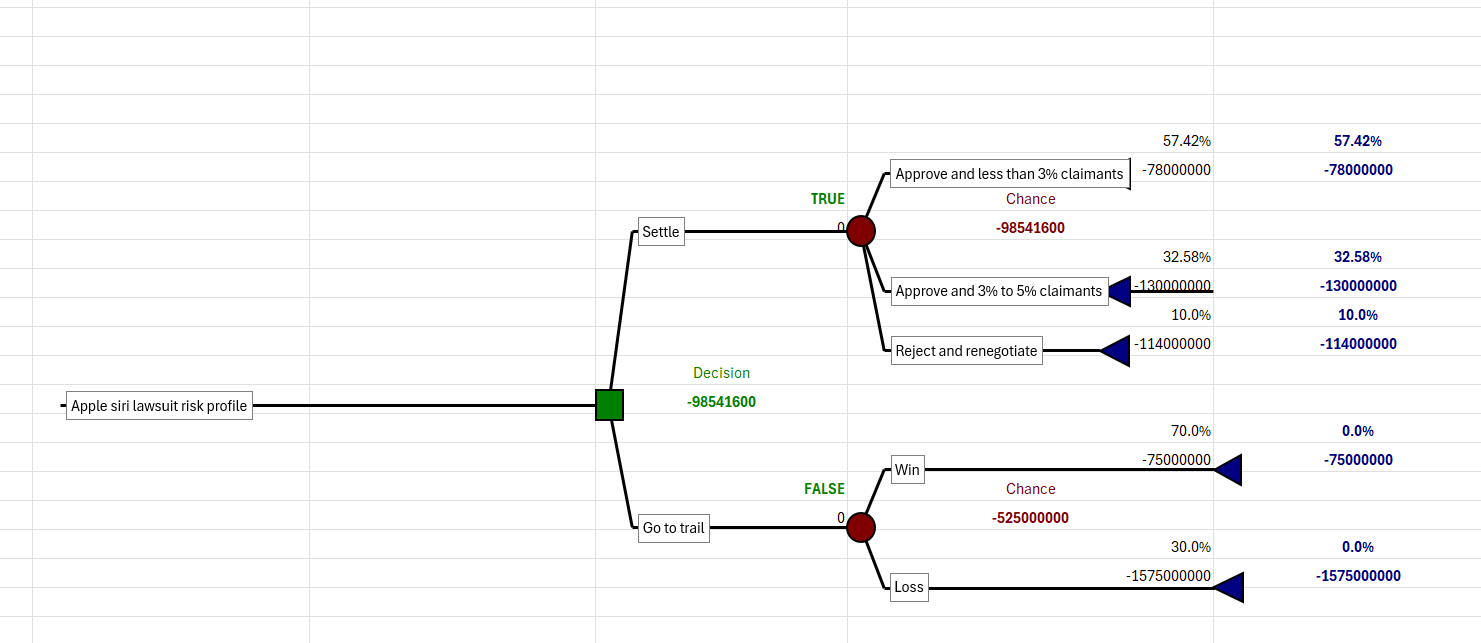 57.42% 57.42%
Approve and less than 3% claimants -78000000 -78000000
TRUE Chance
Settle 0 -98541600
32.58% 32.58%
Approve and 3% to 5% claimants -130000000 -130000000
10.0% 10.0%
Reject and renegotiate -114000000 -114000000
Decision
Apple siri lawsuit risk profile -98541600
70.0% 0.0%
Win -75000000 -75000000
FALSE Chance
Go to trail 0 -525000000
30.0% 0.0%
Loss -1575000000 -1575000000